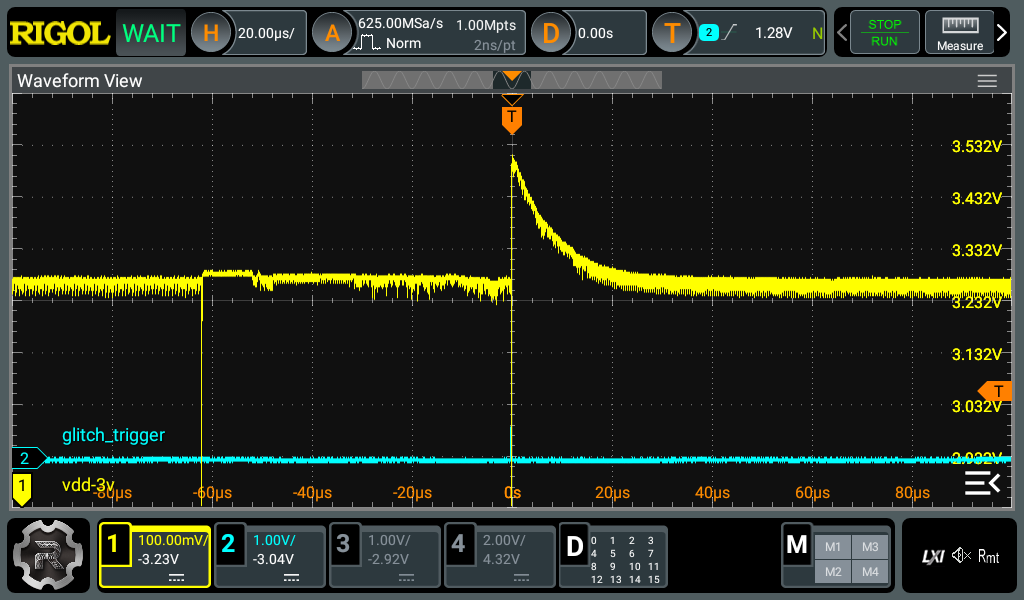 RIGOL WAIT H 20.00µs/ A 625.00MSa/s 1.00Mpts Norm 2ns/pt D 0.00s T 2 1.28V N STOP RUN Measure
Waveform View
T
3.532V
3.432V
3.332V
3.232V
3.132V
T
3.032V
glitch_trigger
2
2.932V
1 vdd-3v
-80µs -60µs -40µs -20µs 0s 20µs 40µs 60µs 80µs
1 100.00mV/ -3.23V
2 1.00V/ -3.04V
3 1.00V/ -2.92V
4 2.00V/ 4.32V
D
0 1 2 3
4 5 6 7
8 9 10 11
12 13 14 15
M M1 M3
M2 M4
LXI Rmt